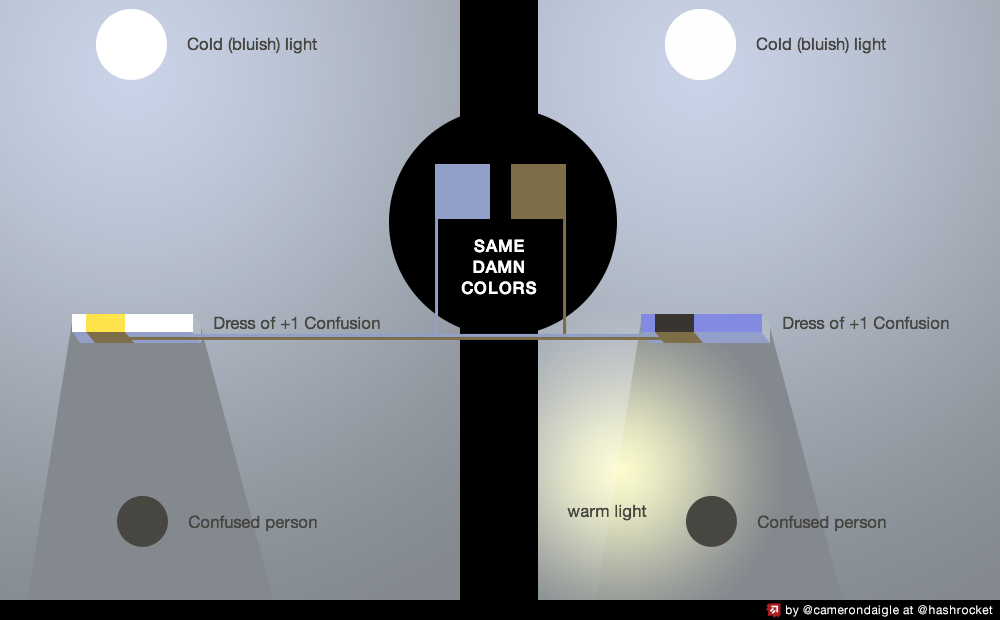 Cold (bluish) light
Cold (bluish) light
SAME
DAMN
COLORS
Dress of +1 Confusion
Dress of +1 Confusion
warm light
Confused person
Confused person
by @camerondaigle at @hashrocket